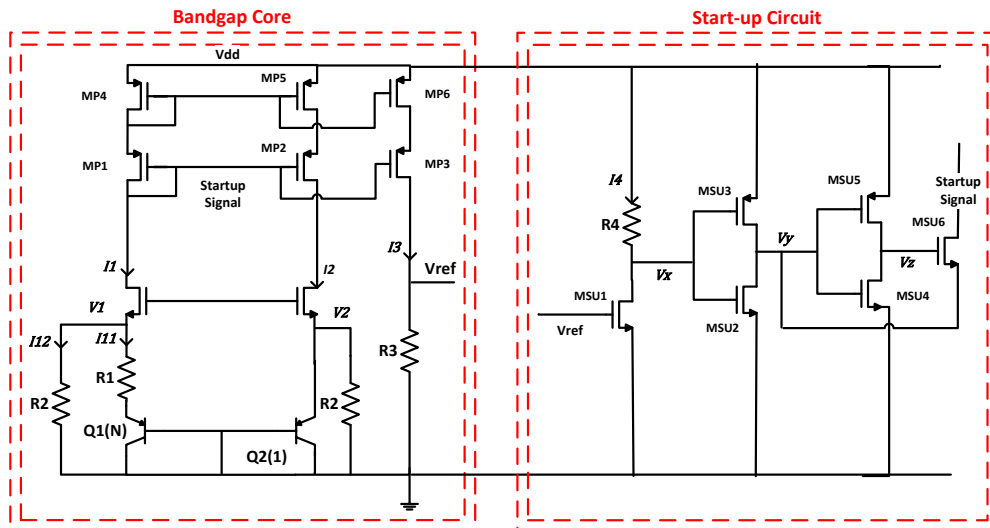 Bandgap Core
Start-up Circuit
Vdd
MP4
MP5
MP6
MP1
MP2
MP3
Startup
Signal
I1
I2
I3
Vref
V1
V2
I12
I11
R1
R2
R2
R3
Q1(N)
Q2(1)
I4
R4
MSU3
MSU5
Startup
Signal
MSU6
Vx
Vy
Vz
MSU1
MSU2
MSU4
Vref